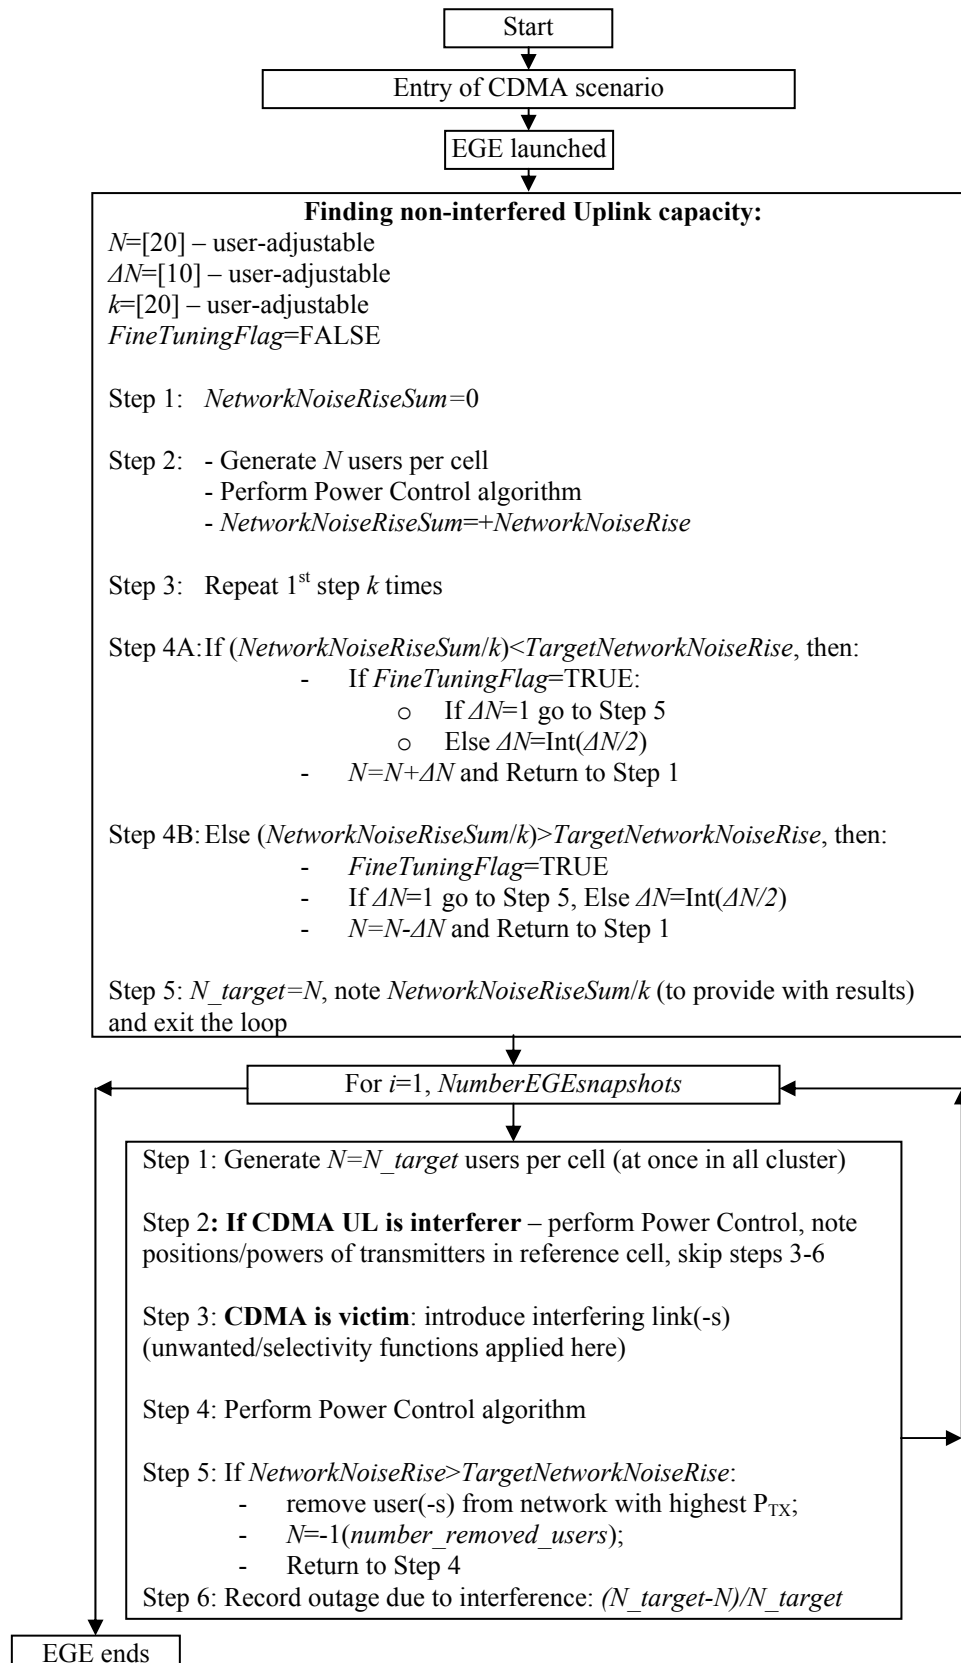 Start
Entry of CDMA scenario
EGE launched
Finding non-interfered Uplink capacity:
N=[20] – user-adjustable
ΔN=[10] – user-adjustable
k=[20] – user-adjustable
FineTuningFlag=FALSE
Step 1: NetworkNoiseRiseSum=0
Step 2: - Generate N users per cell
- Perform Power Control algorithm
- NetworkNoiseRiseSum=+NetworkNoiseRise
Step 3: Repeat 1st step k times
Step 4A: If (NetworkNoiseRiseSum/k)<TargetNetworkNoiseRise, then:
- If FineTuningFlag=TRUE:
o If ΔN=1 go to Step 5
o Else ΔN=Int(ΔN/2)
- N=N+ΔN and Return to Step 1
Step 4B: Else (NetworkNoiseRiseSum/k)>TargetNetworkNoiseRise, then:
- FineTuningFlag=TRUE
- If ΔN=1 go to Step 5, Else ΔN=Int(ΔN/2)
- N=N-ΔN and Return to Step 1
Step 5: N_target=N, note NetworkNoiseRiseSum/k (to provide with results)
and exit the loop
For i=1, NumberEGEsnapshots
Step 1: Generate N=N_target users per cell (at once in all cluster)
Step 2: If CDMA UL is interferer – perform Power Control, note
positions/powers of transmitters in reference cell, skip steps 3-6
Step 3: CDMA is victim: introduce interfering link(-s)
(unwanted/selectivity functions applied here)
Step 4: Perform Power Control algorithm
Step 5: If NetworkNoiseRise>TargetNetworkNoiseRise:
- remove user(-s) from network with highest PTX;
- N=-1(number_removed_users);
- Return to Step 4
Step 6: Record outage due to interference: (N_target-N)/N_target
EGE ends